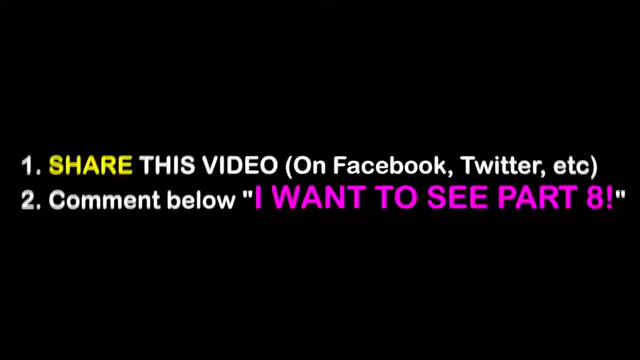 1. SHARE THIS VIDEO (On Facebook, Twitter, etc)
2. Comment below "I WANT TO SEE PART 8!"